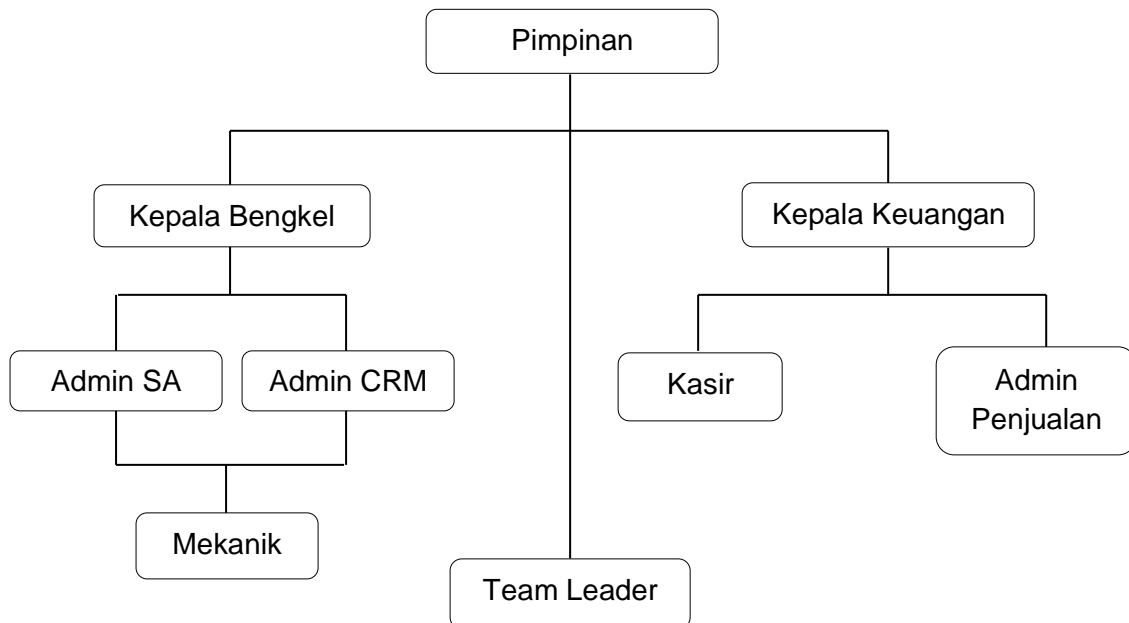 Pimpinan
Kepala Bengkel
Kepala Keuangan
Admin SA
Admin CRM
Kasir
Admin
Penjualan
Mekanik
Team Leader